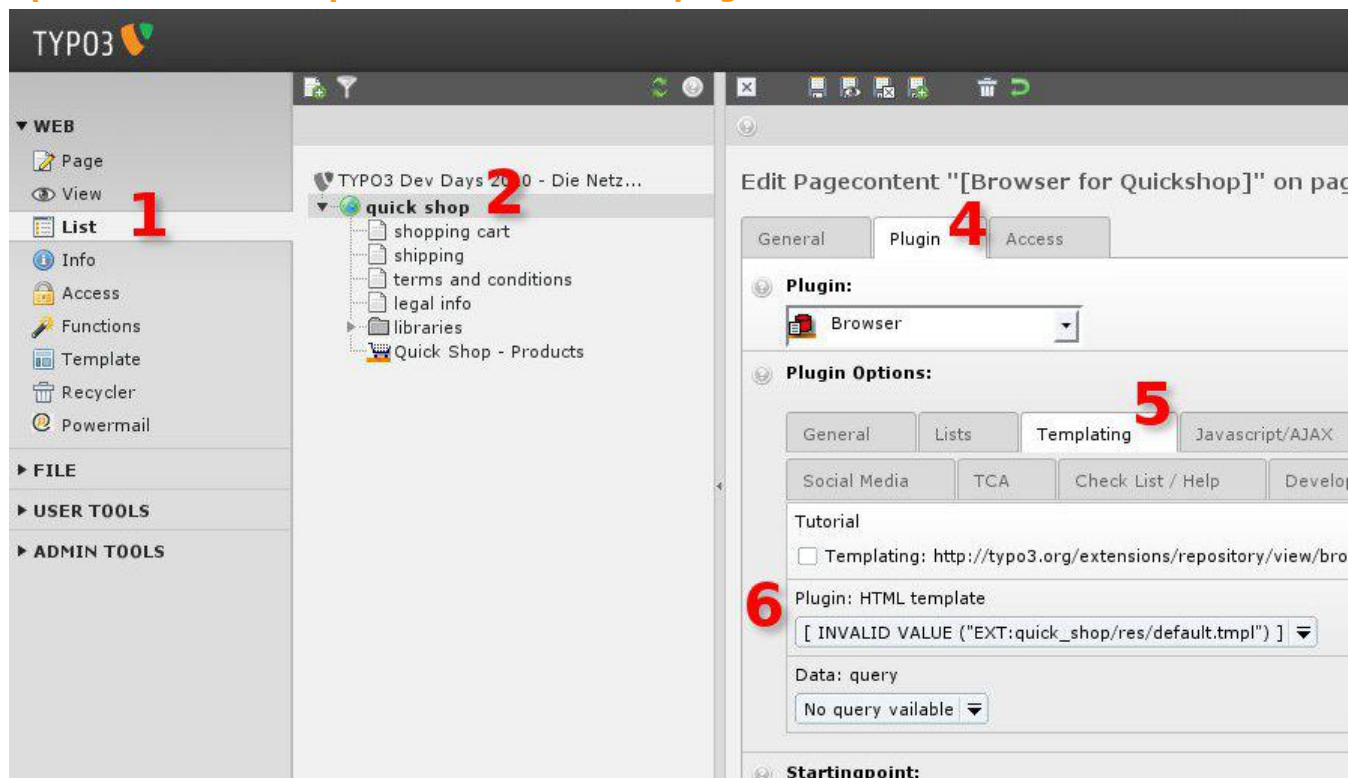 TYPO3
WEB
Page
View
1
List
Info
Access
Functions
Template
Recycler
Powermail
FILE
USER TOOLS
ADMIN TOOLS
TYPO3 Dev Days 2010 - Die Netz...
2
quick shop
shopping cart
shipping
terms and conditions
legal info
libraries
Quick Shop - Products
Edit Pagecontent "[Browser for Quickshop]" on pag
General Plugin 4 Access
Plugin:
Browser
Plugin Options:
5
General Lists Templating Javascript/AJAX
Social Media TCA Check List / Help Develop
Tutorial
Templating: http://typo3.org/extensions/repository/view/bro
6
Plugin: HTML template
[ INVALID VALUE ("EXT:quick_shop/res/default.tmpl") ]
Data: query
No query vailable
Startingpoint: